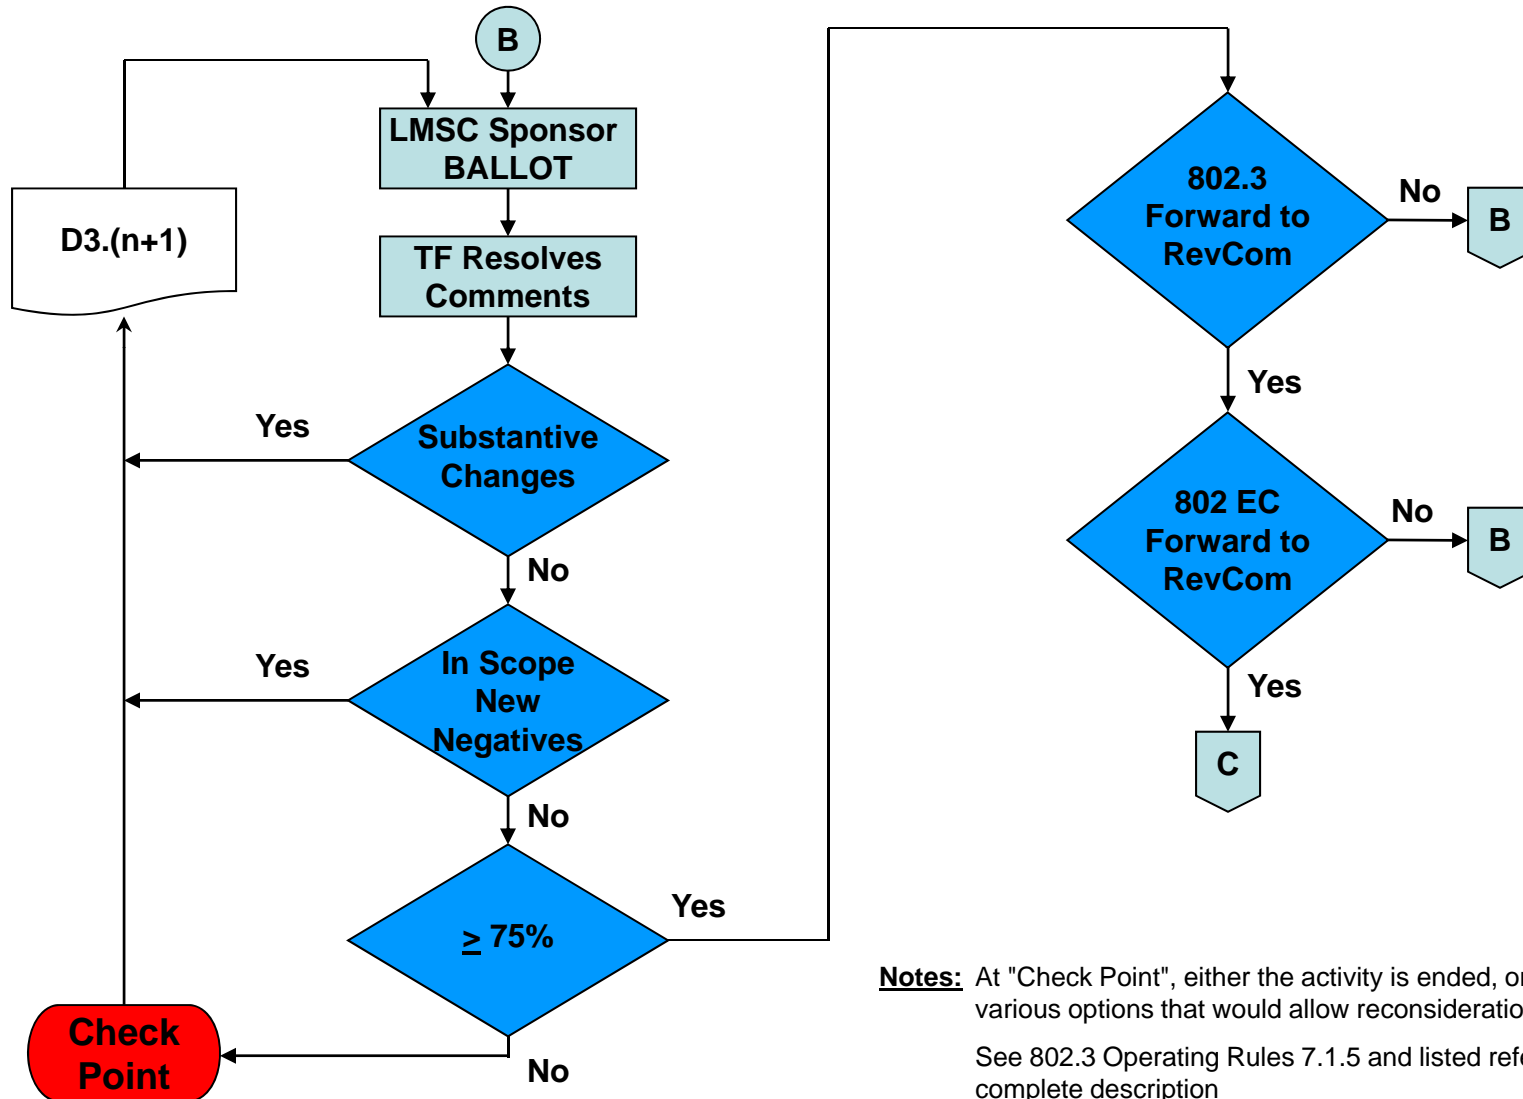 B
LMSC Sponsor
BALLOT
D3.(n+1)
TF Resolves
Comments
Yes
Substantive
Changes
No
Yes
In Scope
New
Negatives
No
≥ 75%
Yes
Check
Point
No
802.3
Forward to
RevCom
No
B
Yes
802 EC
Forward to
RevCom
No
B
Yes
C
Notes: At "Check Point", either the activity is ended, or
various options that would allow
See 802.3 Operating Rules 7.1.5 and listed
complete description